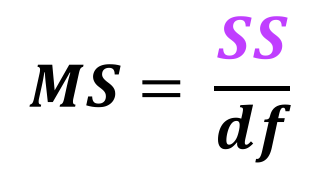 MS = SS
df